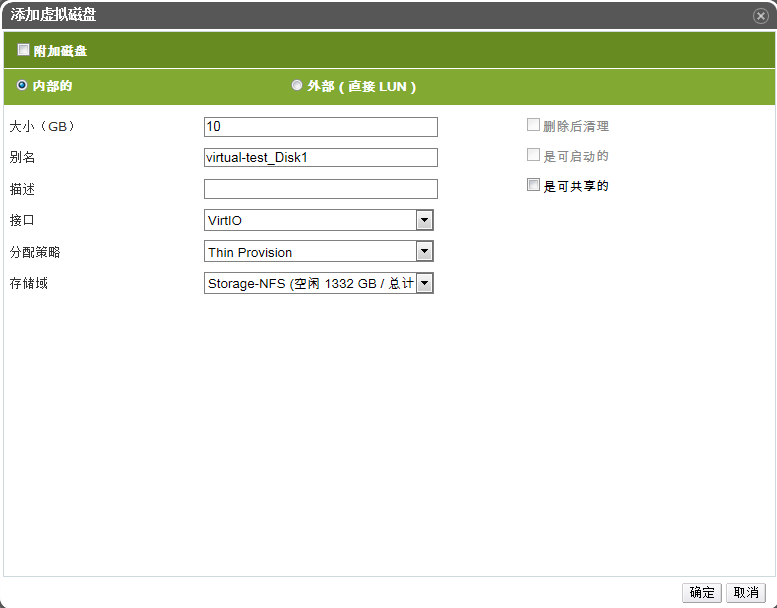 添加虚拟磁盘
附加磁盘
内部的 外部（直接 LUN）
大小（GB） 10 删除后清理
别名 virtual-test_Disk1 是可启动的
描述 是可共享的
接口 VirtIO
分配策略 Thin Provision
存储域 Storage-NFS (空闲 1332 GB / 总计
确定 取消